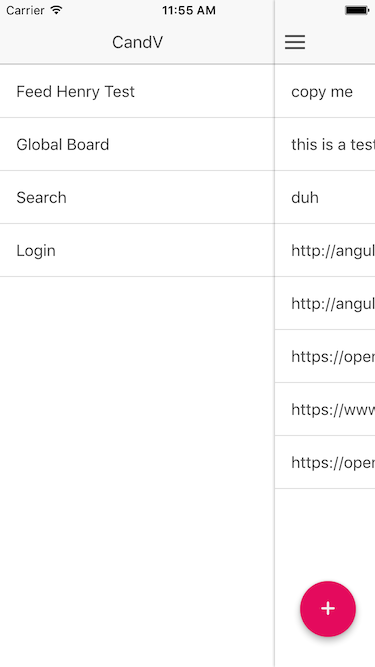 Carrier 11:55 AM
CandV
Feed Henry Test
Global Board
Search
Login
copy me
this is a test
duh
http://angul
http://angul
https://oper
https://www
https://oper
+